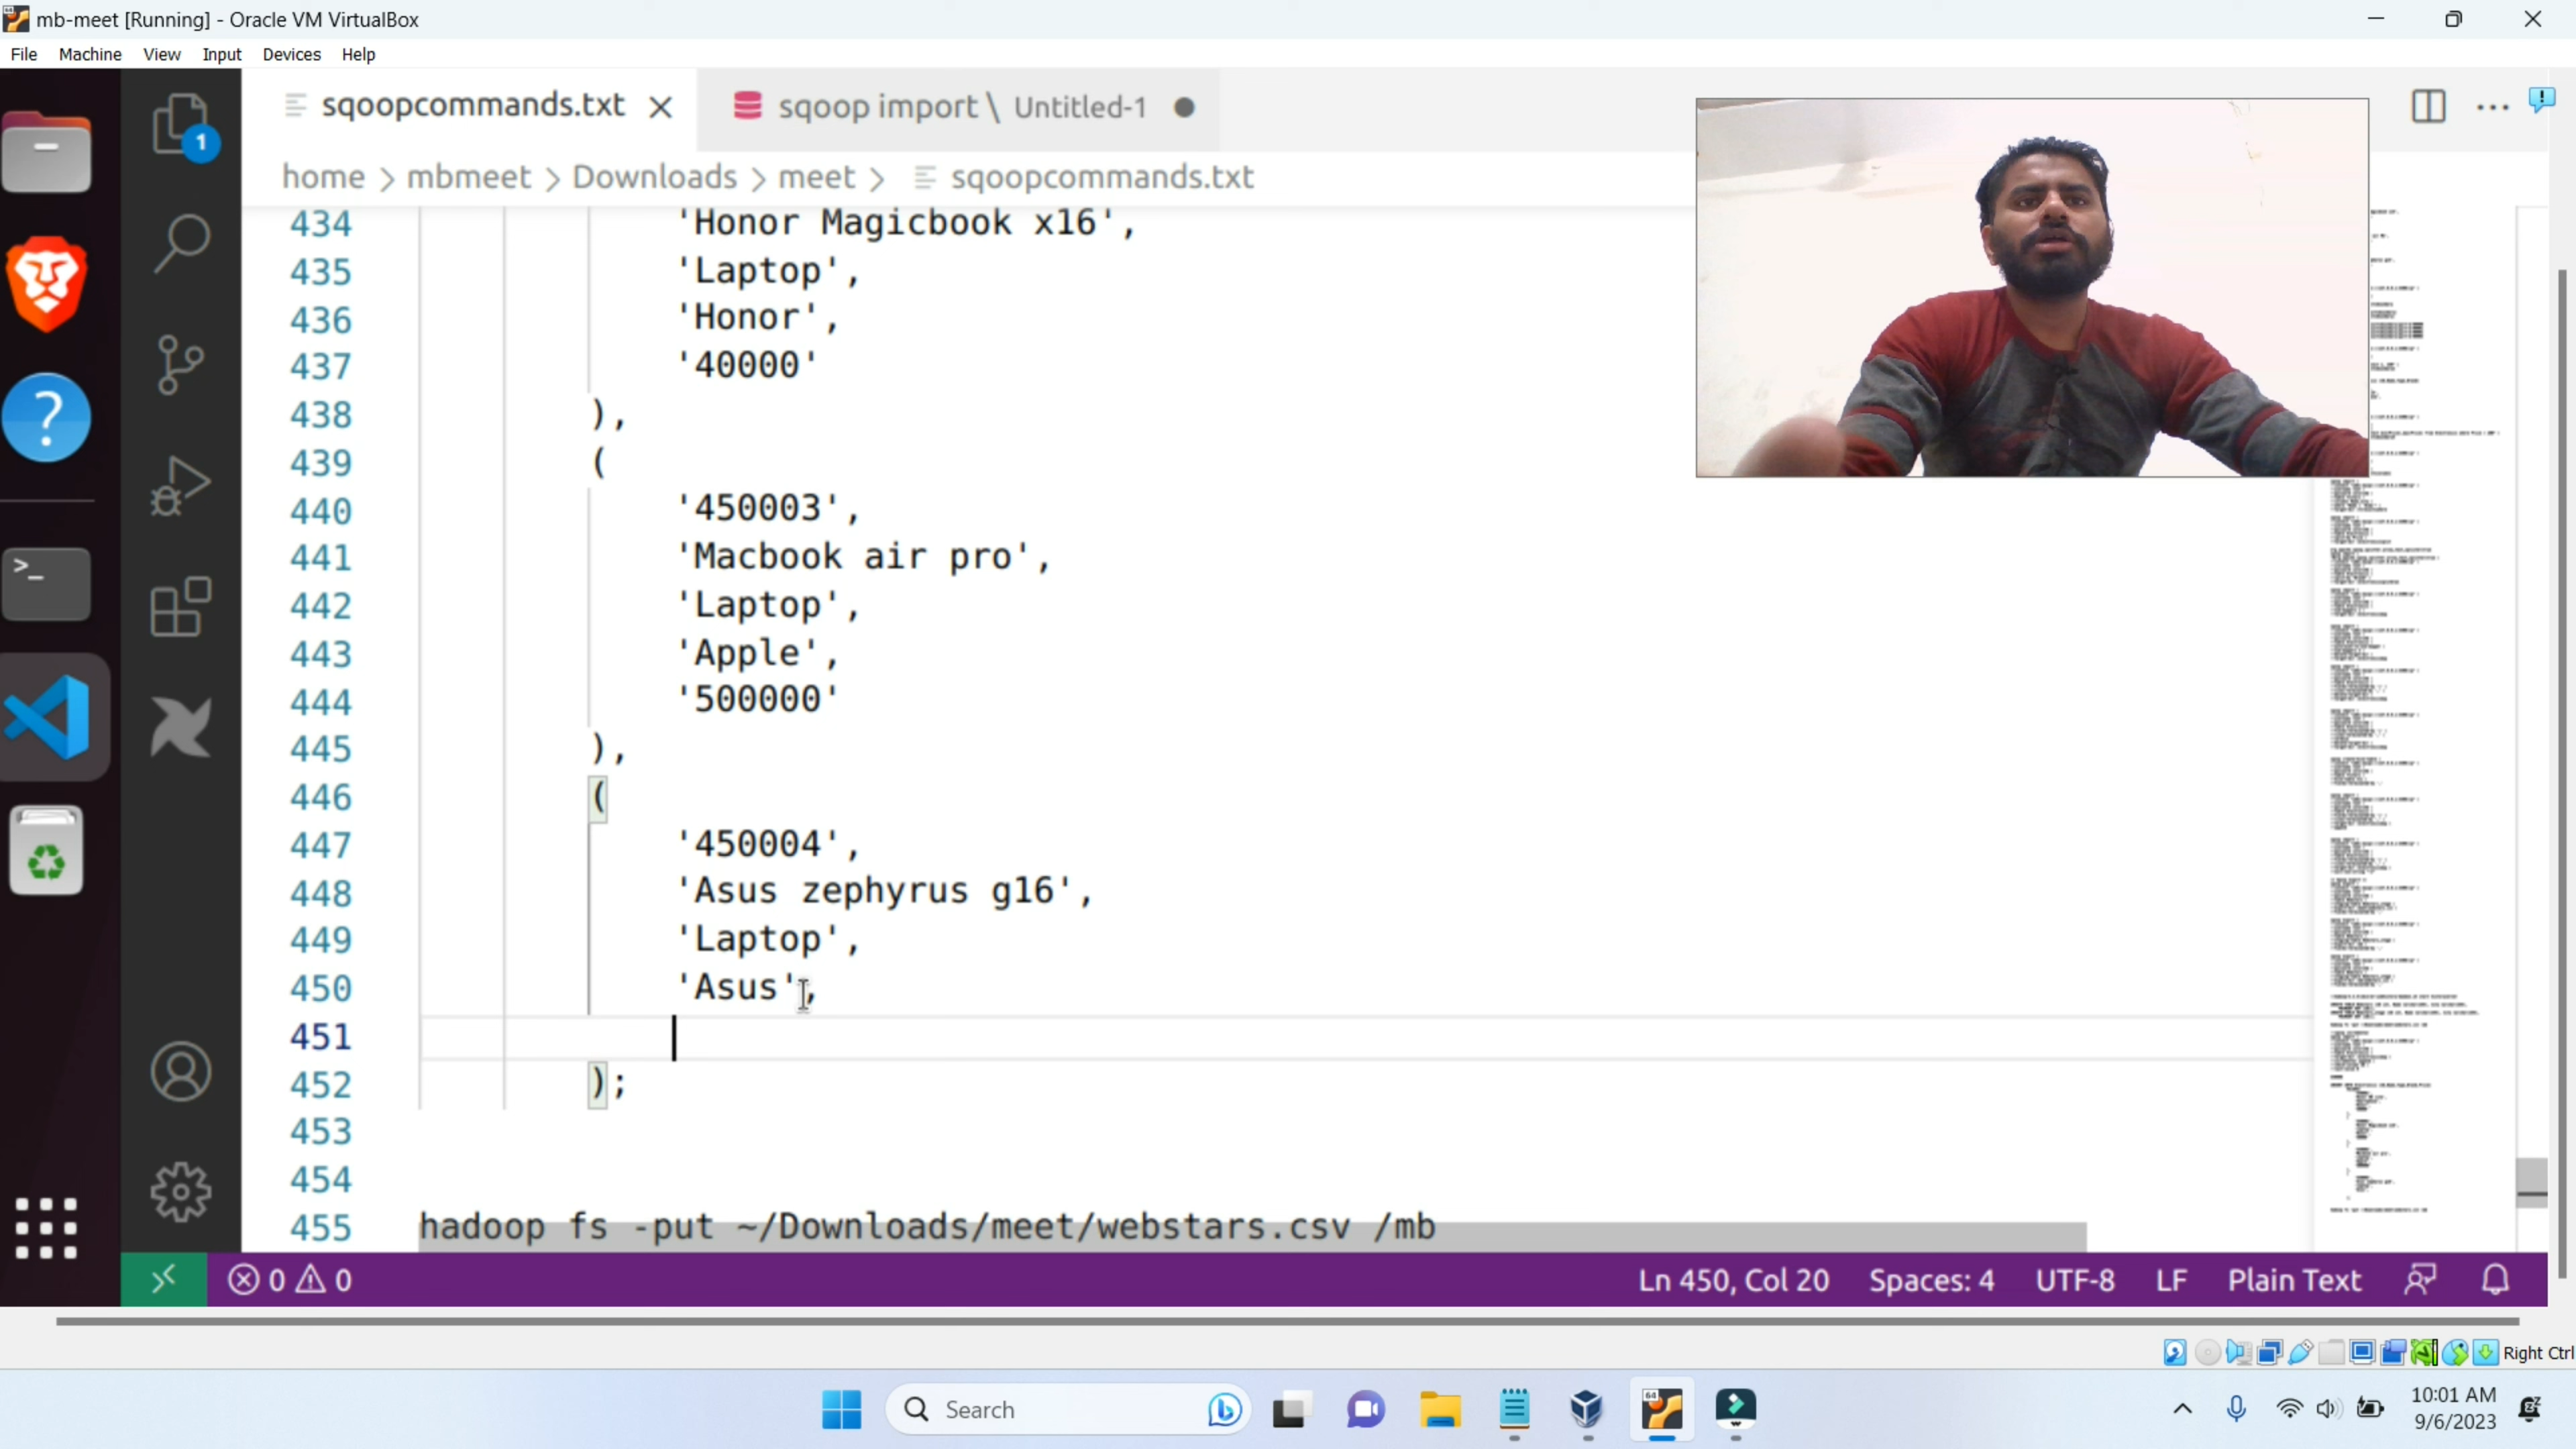 mb-meet [Running] - Oracle VM VirtualBox
File Machine View Input Devices Help
sqoopcommands.txt
sqoop import \ Untitled-1
home > mbmeet > Downloads > meet > sqoopcommands.txt
1
434 'Honor Magicbook x16',
435 'Laptop',
436 'Honor',
437 '40000'
438 ),
439 (
440 '450003',
441 'Macbook air pro',
442 'Laptop',
443 'Apple',
444 '500000'
445 ),
446 (
447 '450004',
448 'Asus zephyrus g16',
449 'Laptop',
450 'Asus',
451
452 );
453
454
455 hadoop fs -put ~/Downloads/meet/webstars.csv /mb
0 0
Ln 450, Col 20 Spaces: 4 UTF-8 LF Plain Text
Right Ctrl
Search
64
10:01 AM
9/6/2023